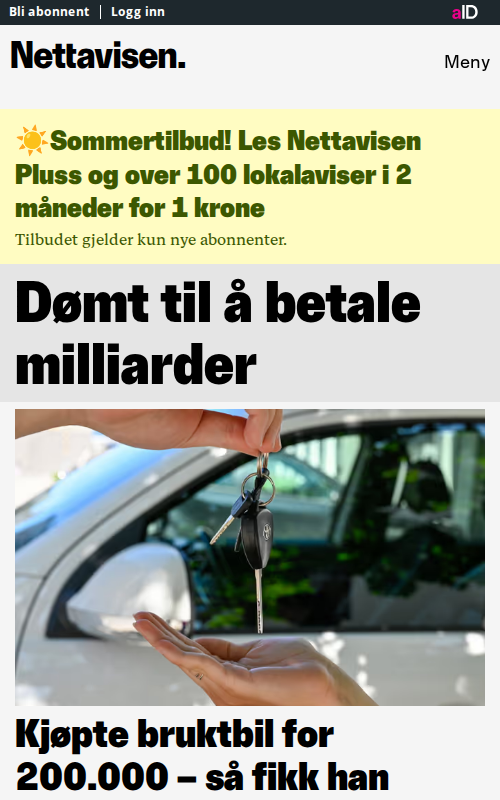 Bli abonnent | Logg inn
aID
Nettavisen.
Meny
☀️Sommertilbud! Les Nettavisen
Pluss og over 100 lokalaviser i 2
måneder for 1 krone
Tilbudet gjelder kun nye abonnenter.
Dømt til å betale
milliarder
Kjøpte bruktbil for
200.000 – så fikk han